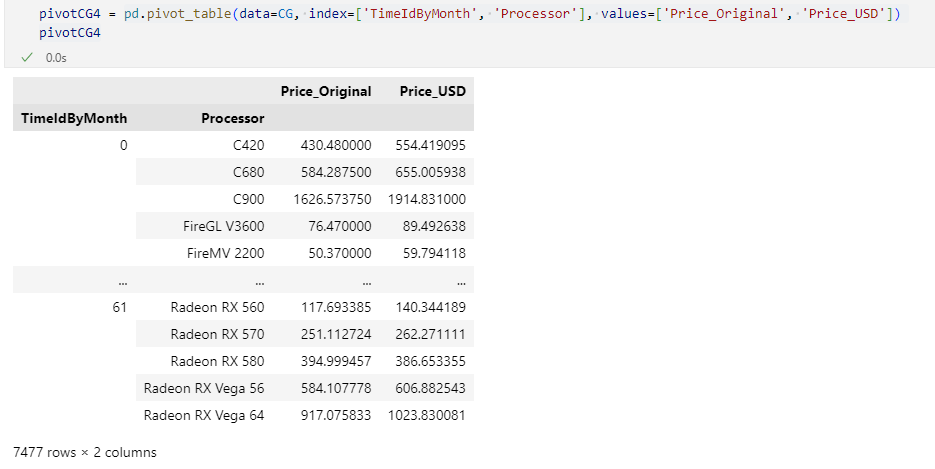 pivotCG4 = pd.pivot_table(data=CG, index=['TimeIdByMonth', 'Processor'], values=['Price_Original', 'Price_USD'])
pivotCG4
✓ 0.0s
Price_Original Price_USD
TimeIdByMonth Processor
0 C420 430.480000 554.419095
C680 584.287500 655.005938
C900 1626.573750 1914.831000
FireGL V3600 76.470000 89.492638
FireMV 2200 50.370000 59.794118
... ... ... ...
61 Radeon RX 560 117.693385 140.344189
Radeon RX 570 251.112724 262.271111
Radeon RX 580 394.999457 386.653355
Radeon RX Vega 56 584.107778 606.882543
Radeon RX Vega 64 917.075833 1023.830081
7477 rows × 2 columns